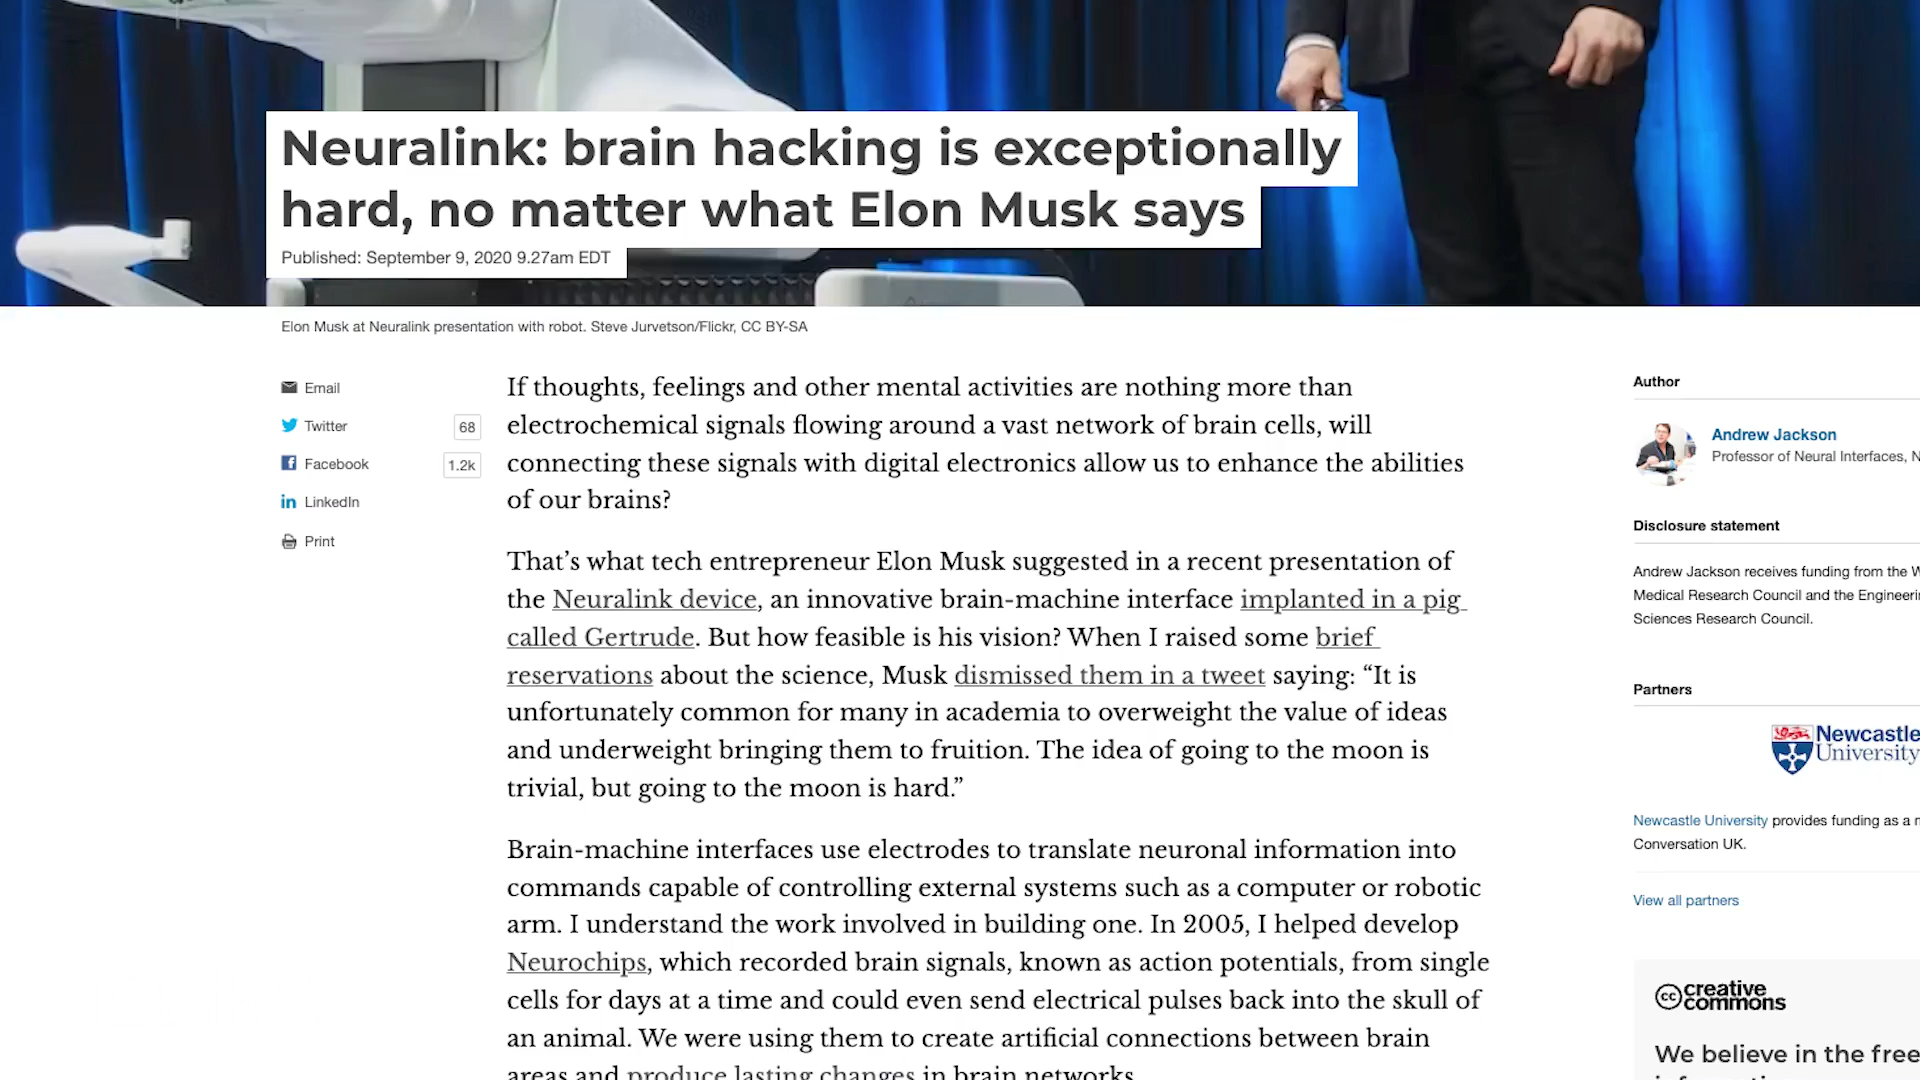 Neuralink: brain hacking is exceptionally
hard, no matter what Elon Musk says
Published: September 9, 2020 9.27am EDT
Elon Musk at Neuralink presentation with robot. Steve Jurvetson/Flickr, CC BY-SA
Email
Twitter 68
Facebook 1.2k
LinkedIn
Print
If thoughts, feelings and other mental activities are nothing more than
electrochemical signals flowing around a vast network of brain cells, will
connecting these signals with digital electronics allow us to enhance the abilities
of our brains?
That’s what tech entrepreneur Elon Musk suggested in a recent presentation of
the Neuralink device, an innovative brain-machine interface implanted in a pig
called Gertrude. But how feasible is his vision? When I raised some brief
reservations about the science, Musk dismissed them in a tweet saying: “It is
unfortunately common for many in academia to overweight the value of ideas
and underweight bringing them to fruition. The idea of going to the moon is
trivial, but going to the moon is hard.”
Brain-machine interfaces use electrodes to translate neuronal information into
commands capable of controlling external systems such as a computer or robotic
arm. I understand the work involved in building one. In 2005, I helped develop
Neurochips, which recorded brain signals, known as action potentials, from single
cells for days at a time and could even send electrical pulses back into the skull of
an animal. We were using them to create artificial connections between brain
areas and produce lasting changes in brain networks.
Author
Andrew Jackson
Professor of Neural Interfaces, N
Disclosure statement
Andrew Jackson receives funding from the W
Medical Research Council and the Engineeri
Sciences Research Council.
Partners
Newcastle
University
Newcastle University provides funding as a
Conversation UK.
View all partners
cc creative
commons
We believe in the free